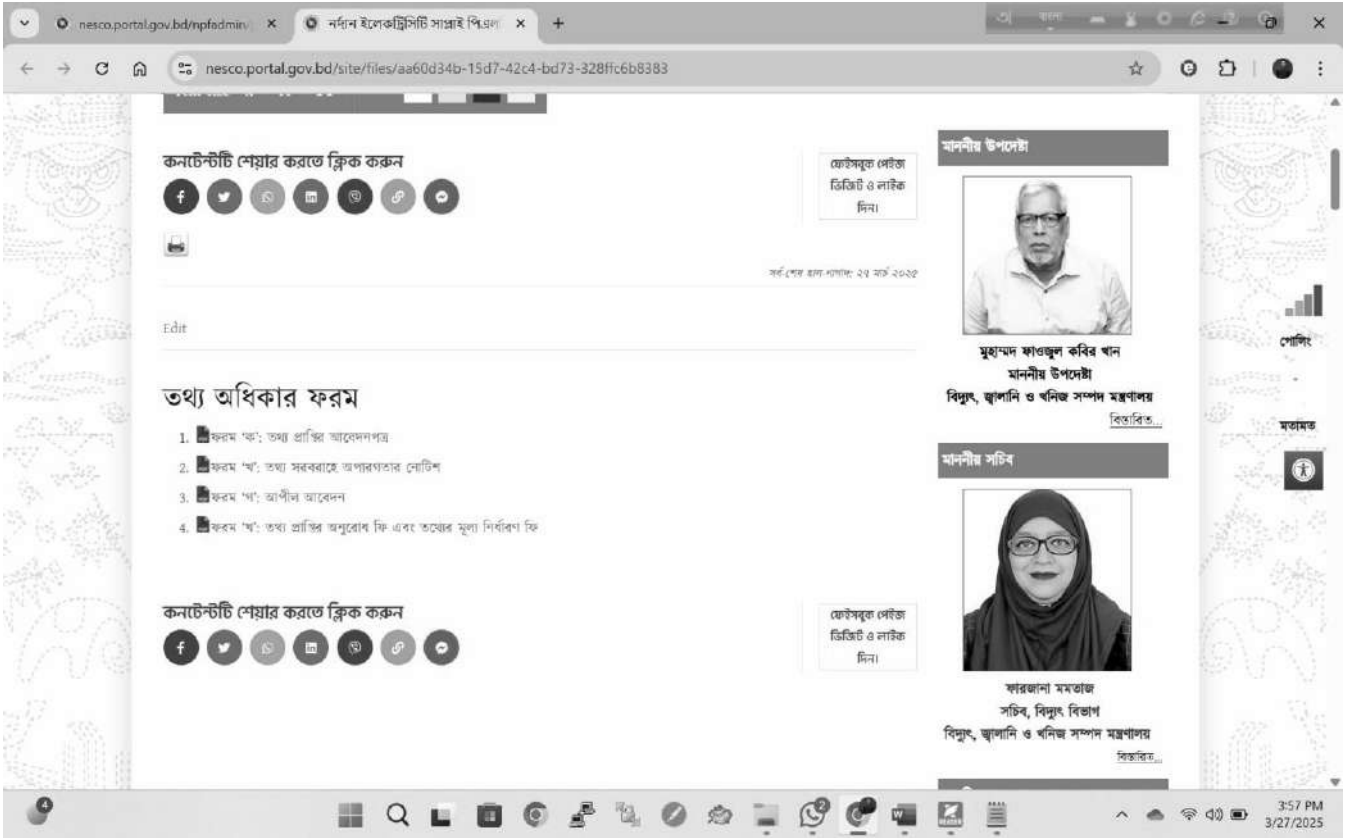 nesco.portal.gov.bd/npfadmin/
নর্দান ইলেকট্রিসিটি সাপ্লাই পি.এল
nesco.portal.gov.bd/site/files/aa60d34b-15d7-42c4-bd73-328ffc6b8383
কনটেন্টটি শেয়ার করতে ক্লিক করুন
ফেইসবুক পেইজ
ভিজিট ও লাইক
দিন।
সর্ব-শেষ হাল-নাগাদ: ২৭ মার্চ ২০২৫
Edit
তথ্য অধিকার ফরম
1. ফরম ‘ক’: তথ্য প্রাপ্তির আবেদনপত্র
2. ফরম ‘খ’: তথ্য সরবরাহে অপারগতার নোটিশ
3. ফরম ‘গ’: আপীল আবেদন
4. ফরম ‘ঘ’: তথ্য প্রাপ্তির অনুরোধ ফি এবং তথ্যের মূল্য নির্ধারণ ফি
কনটেন্টটি শেয়ার করতে ক্লিক করুন
ফেইসবুক পেইজ
ভিজিট ও লাইক
দিন।
মাননীয় উপদেষ্টা
মুহাম্মদ ফাওজুল কবির খান
মাননীয় উপদেষ্টা
বিদ্যুৎ, জ্বালানি ও খনিজ সম্পদ মন্ত্রণালয়
বিস্তারিত...
মাননীয় সচিব
ফারজানা মমতাজ
সচিব, বিদ্যুৎ বিভাগ
বিদ্যুৎ, জ্বালানি ও খনিজ সম্পদ মন্ত্রণালয়
বিস্তারিত...
পোলিং
মতামত
3:57 PM
3/27/2025